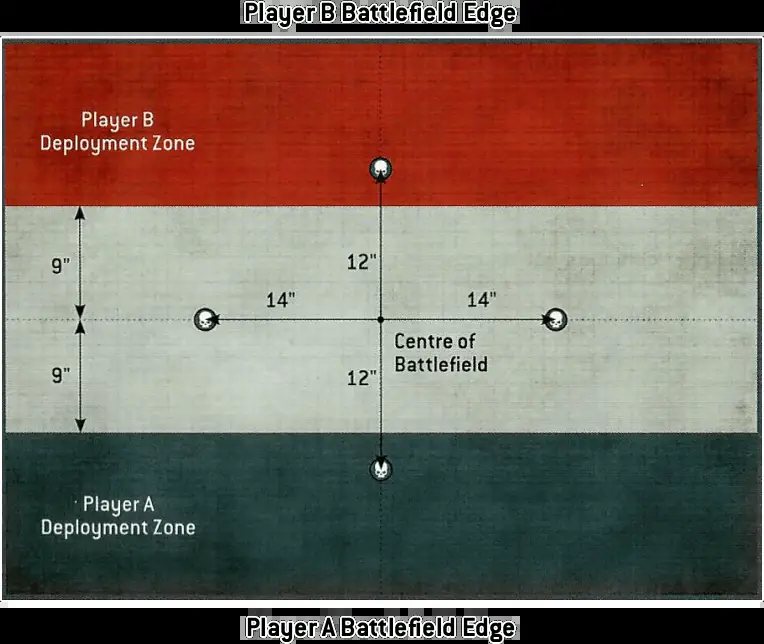 Player B Battlefield Edge
Player B
Deployment Zone
9"
12"
14"
14"
Centre of
Battlefield
9"
12"
Player A
Deployment Zone
Player A Battlefield Edge